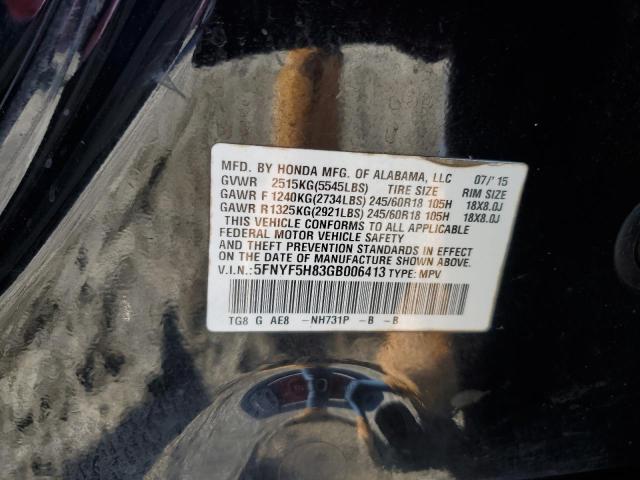 MFD. BY HONDA MFG. OF ALABAMA, LLC 07/'15
GVWR 2515KG(5545LBS) TIRE SIZE RIM SIZE
GAWR F 1240KG(2734LBS) 245/60R18 105H 18X8.0J
GAWR R 1325KG(2921LBS) 245/60R18 105H 18X8.0J
THIS VEHICLE CONFORMS TO ALL APPLICABLE
FEDERAL MOTOR VEHICLE SAFETY
AND THEFT PREVENTION STANDARDS IN EFFECT
ON THE DATE OF MANUFACTURE SHOWN ABOVE.
V.I.N.:5FNYF5H83GB006413 TYPE: MPV
TG8 G AE8 -NH731P -B -B